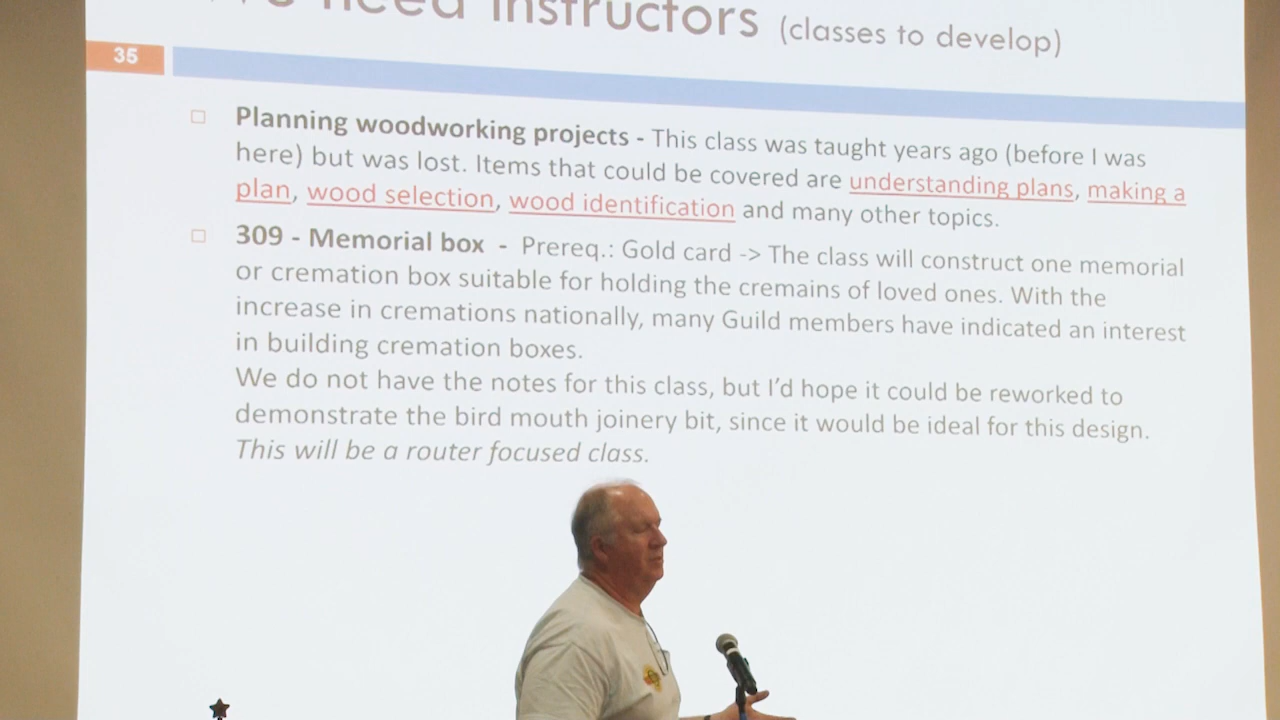 need instructors (classes to develop)
35
Planning woodworking projects - This class was taught years ago (before I was
here) but was lost. Items that could be covered are understanding plans, making a
plan, wood selection, wood identification and many other topics.
309 - Memorial box - Prereq.: Gold card -> The class will construct one memorial
or cremation box suitable for holding the cremains of loved ones. With the
increase in cremations nationally, many Guild members have indicated an interest
in building cremation boxes.
We do not have the notes for this class, but I'd hope it could be reworked to
demonstrate the bird mouth joinery bit, since it would be ideal for this design.
This will be a router focused class.